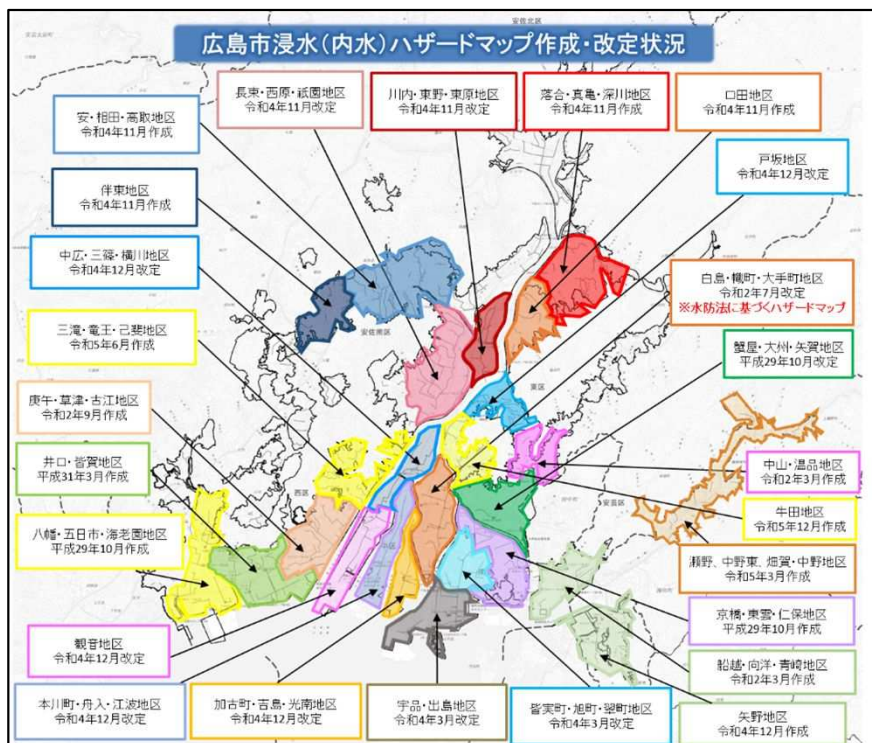 広島市浸水(内水)ハザードマップ作成・改定状況
安佐北区
安・相田・高取地区
令和4年11月作成
長束・西原・祇園地区
令和4年11月改定
川内・東野・東原地区
令和4年11月改定
落合・真亀・深川地区
令和4年11月作成
口田地区
令和4年11月作成
伴東地区
令和4年11月作成
戸坂地区
令和4年12月改定
中広・三篠・横川地区
令和4年12月改定
白島・幟町・大手町地区
令和2年7月改定
※水防法に基づくハザードマップ
三滝・竜王・己斐地区
令和5年6月作成
蟹屋・大州・矢賀地区
平成29年10月改定
庚午・草津・古江地区
令和2年9月作成
井口・皆賀地区
平成31年3月作成
中山・温品地区
令和2年3月作成
八幡・五日市・海老園地区
平成29年10月作成
牛田地区
令和5年12月作成
瀬野、中野東、畑賀・中野地区
令和5年3月作成
観音地区
令和4年12月改定
京橋・東雲・仁保地区
平成29年10月作成
船越・向洋・青崎地区
令和2年3月作成
本川町・舟入・江波地区
令和4年12月改定
加古町・吉島・光南地区
令和4年12月改定
宇品・出島地区
令和4年3月改定
皆実町・旭町・翠町地区
令和4年3月改定
矢野地区
令和4年12月作成
安佐南区
東区
西区
中区
安芸区